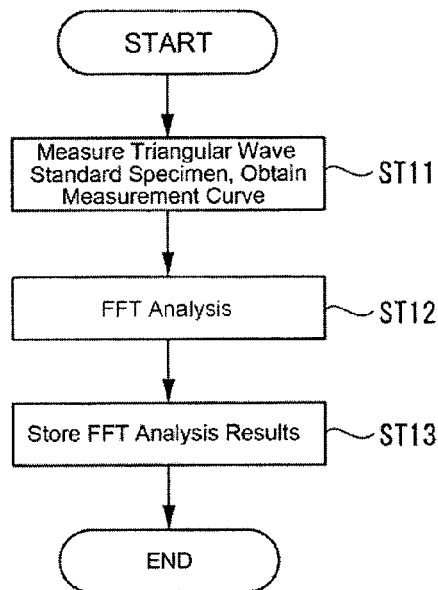 START
Measure Triangular Wave
Standard Specimen, Obtain
Measurement Curve
ST11
FFT Analysis
ST12
Store FFT Analysis Results
ST13
END